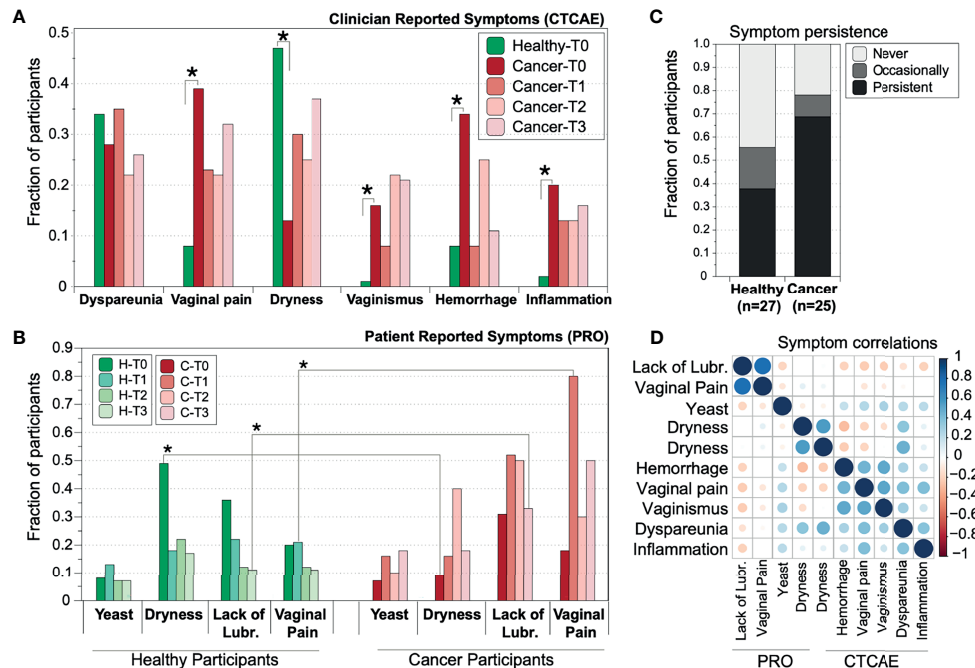 A
Clinician Reported Symptoms (CTCAE)
Fraction of participants
0.5
0.4
0.3
0.2
0.1
0
*
*
*
*
*
Healthy-T0
Cancer-T0
Cancer-T1
Cancer-T2
Cancer-T3
Dyspareunia
Vaginal pain
Dryness
Vaginismus
Hemorrhage
Inflammation
B
Patient Reported Symptoms (PRO)
Fraction of participants
0.9
0.8
0.7
0.6
0.5
0.4
0.3
0.2
0.1
0
H-T0
H-T1
H-T2
H-T3
C-T0
C-T1
C-T2
C-T3
*
*
*
Yeast
Dryness
Lack of
Lubr.
Vaginal
Pain
Yeast
Dryness
Lack of
Lubr.
Vaginal
Pain
Healthy Participants
Cancer Participants
C
Symptom persistence
Fraction of participants
1.0
0.9
0.8
0.7
0.6
0.5
0.4
0.3
0.2
0.1
0
Never
Occasionally
Persistent
Healthy
(n=27)
Cancer
(n=25)
D
Symptom correlations
Lack of Lubr.
Vaginal Pain
Yeast
Dryness
Dryness
Hemorrhage
Vaginal pain
Vaginismus
Dyspareunia
Inflammation
1
0.8
0.6
0.4
0.2
0
−0.2
−0.4
−0.6
−0.8
−1
Lack of Lubr.
Vaginal Pain
Yeast
Dryness
Dryness
Hemorrhage
Vaginal pain
Vaginismus
Dyspareunia
Inflammation
PRO
CTCAE